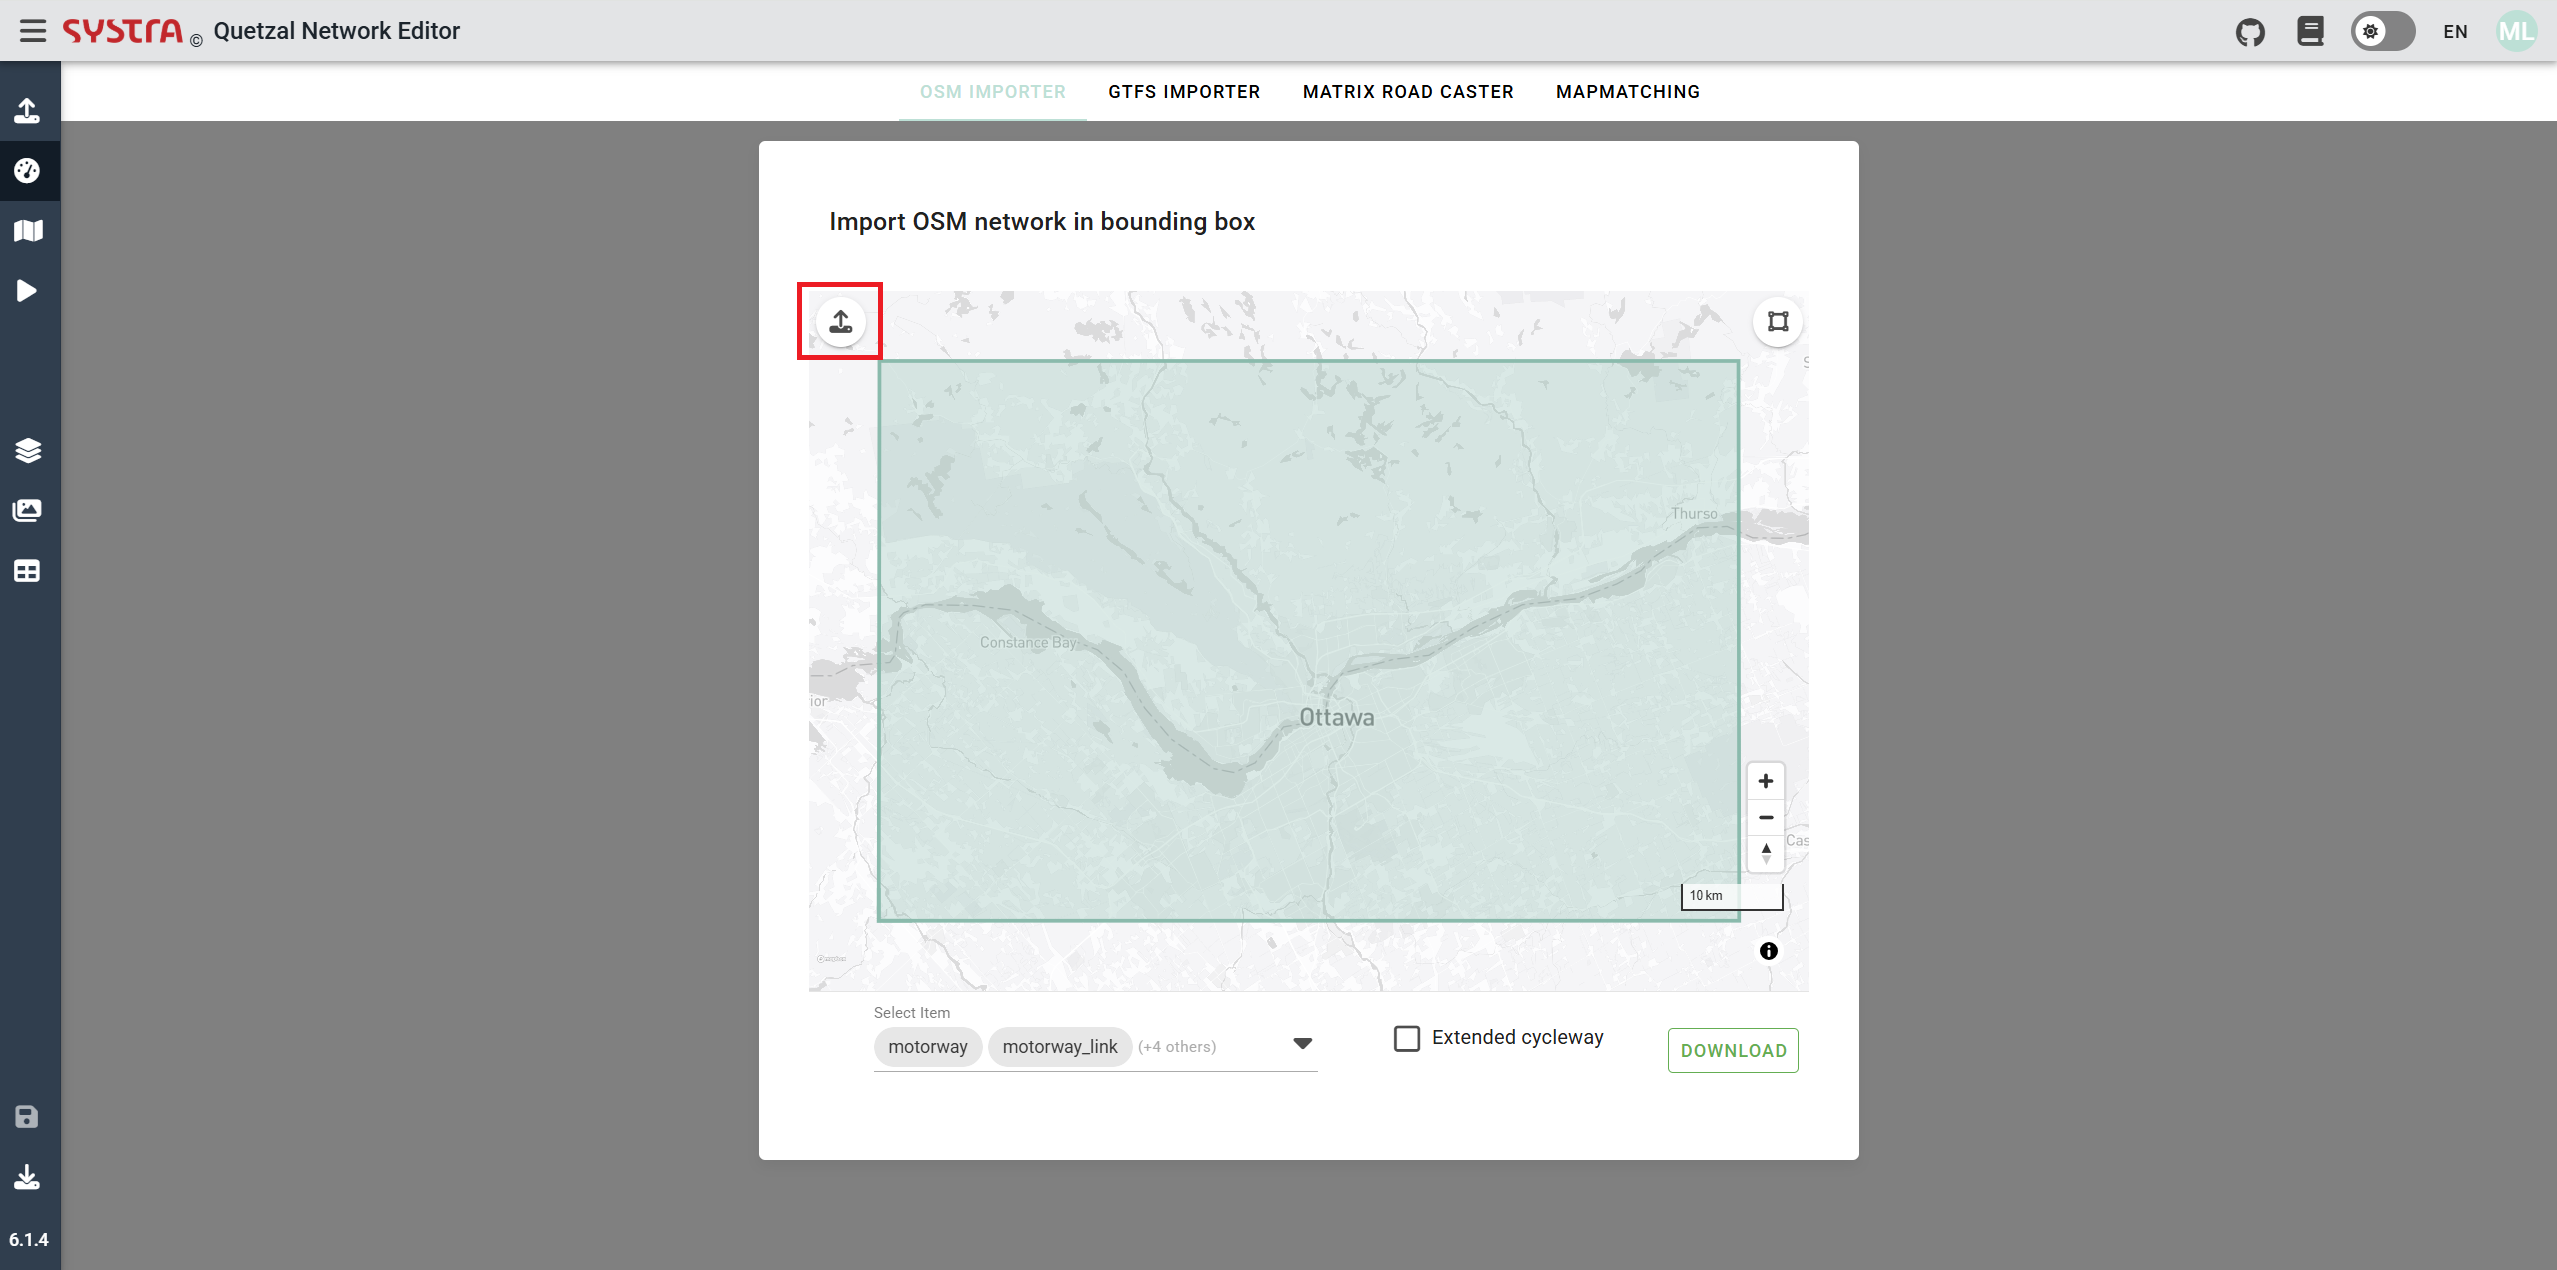 SYSTRA © Quetzal Network Editor
EN
ML
OSM IMPORTER
GTFS IMPORTER
MATRIX ROAD CASTER
MAPMATCHING
Import OSM network in bounding box
Thurso
Constance Bay
ior
Ottawa
Cas
10 km
Select Item
motorway
motorway_link
(+4 others)
Extended cycleway
DOWNLOAD
6.1.4